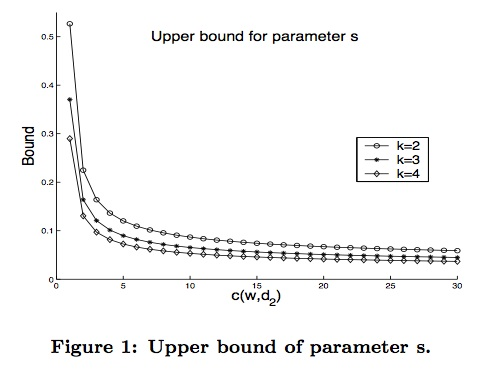 Upper bound for parameter s
0.5
0.4
0.3
0.2
0.1
0
Bound
k=2
k=3
k=4
0 5 10 15 20 25 30
c(w,d2)
Figure 1: Upper bound of parameter s.